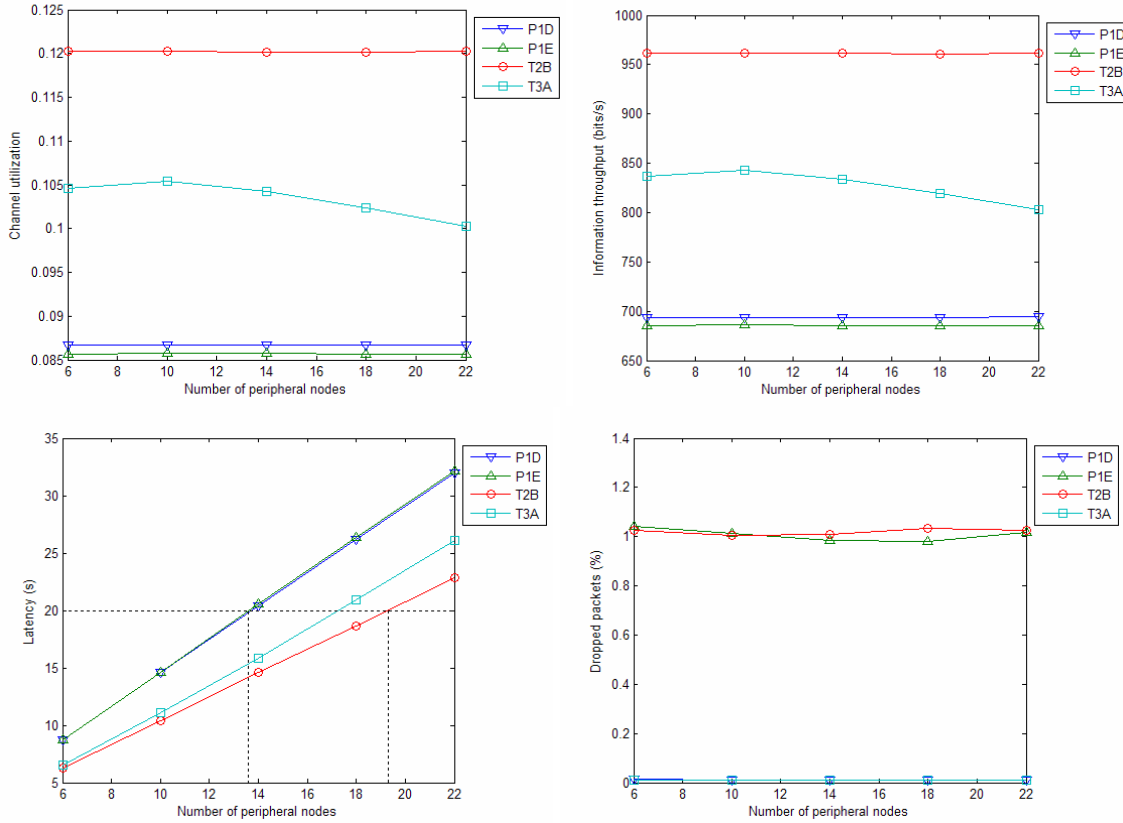 0.125
0.12
0.115
0.11
0.105
0.1
0.095
0.09
0.085
6 8 10 12 14 16 18 20 22
Channel utilization
Number of peripheral nodes
P1D
P1E
T2B
T3A
1000
950
900
850
800
750
700
650
6 8 10 12 14 16 18 20 22
Information throughput (bits/s)
Number of peripheral nodes
P1D
P1E
T2B
T3A
35
30
25
20
15
10
5
6 8 10 12 14 16 18 20 22
Latency (s)
Number of peripheral nodes
P1D
P1E
T2B
T3A
1.4
1.2
1
0.8
0.6
0.4
0.2
0
6 8 10 12 14 16 18 20 22
Dropped packets (%)
Number of peripheral nodes
P1D
P1E
T2B
T3A